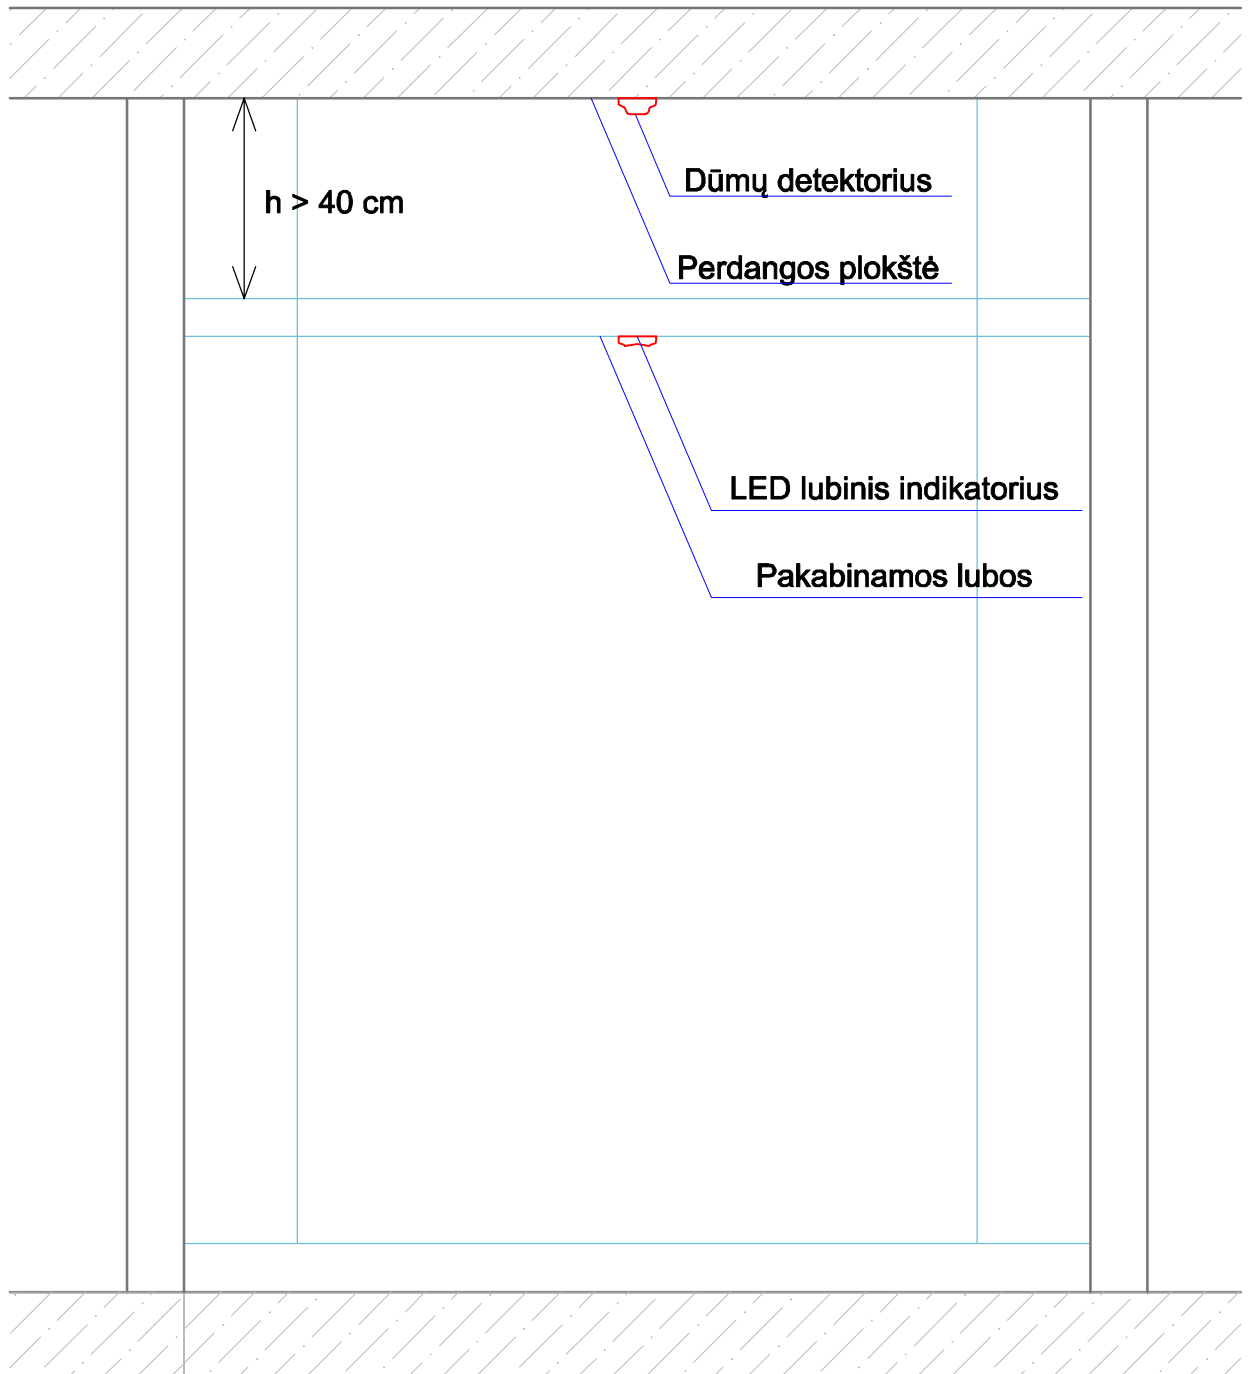 Dūmų detektorius
h > 40 cm
Perdangos plokštė
LED lubinis indikatorius
Pakabinamos lubos